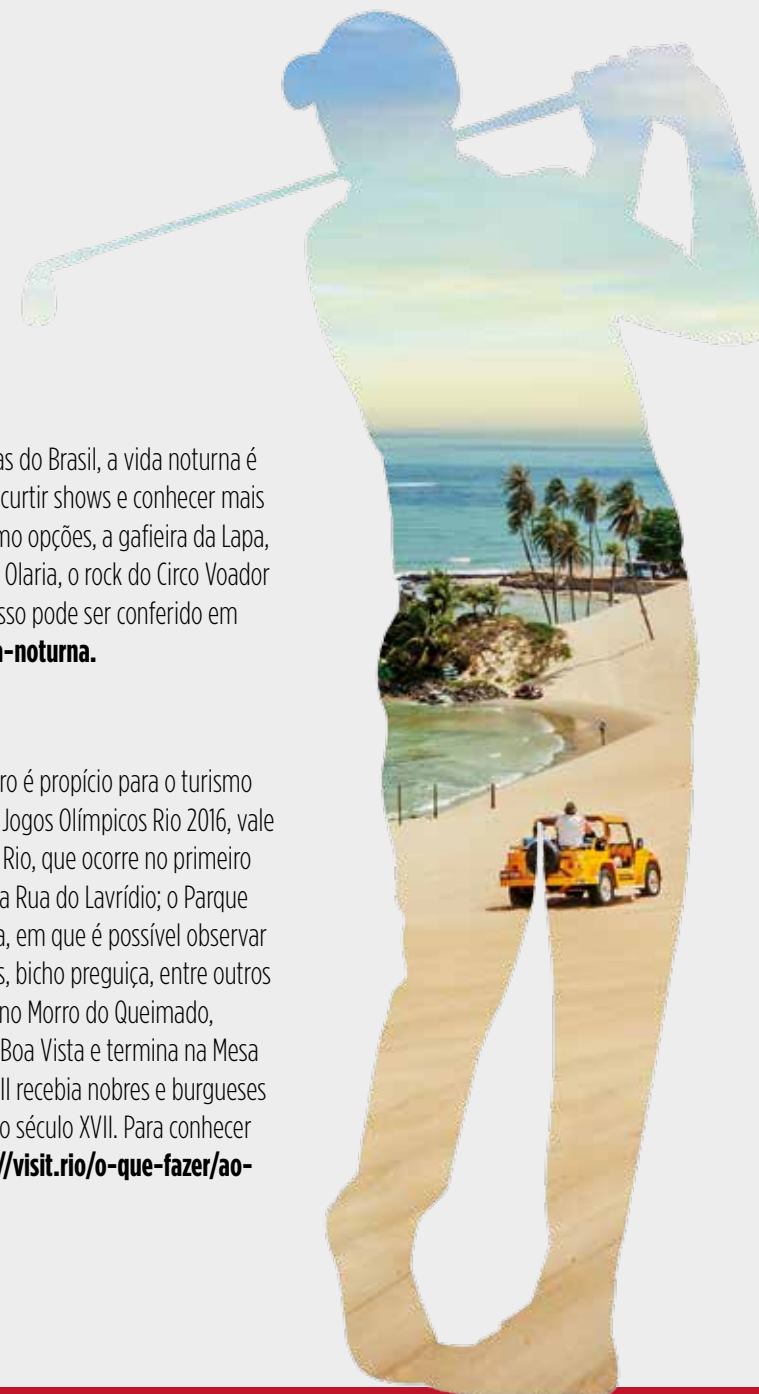 as do Brasil, a vida noturna é
curtir shows e conhecer mais
mo opções, a gafieira da Lapa,
Olaria, o rock do Circo Voador
sso pode ser conferido em
a-noturna.
ro é propício para o turismo
Jogos Olímpicos Rio 2016, vale
Rio, que ocorre no primeiro
a Rua do Lavrídio; o Parque
a, em que é possível observar
s, bicho preguiça, entre outros
no Morro do Queimado,
Boa Vista e termina na Mesa
II recebia nobres e burgueses
o século XVII. Para conhecer
//visit.rio/o-que-fazer/ao-